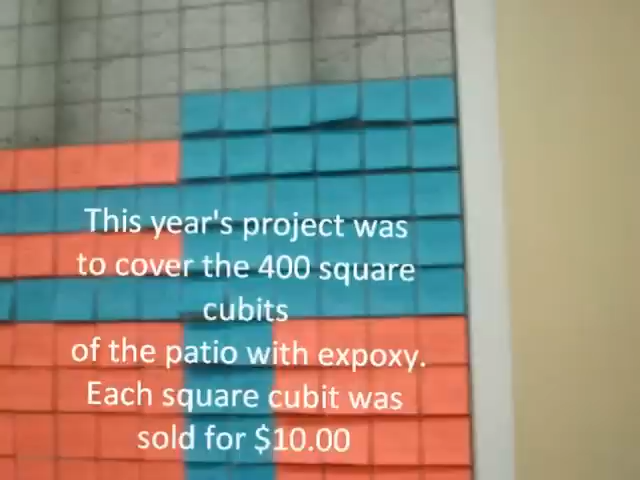 This year's project was
to cover the 400 square
cubits
of the patio with expoxy.
Each square cubit was
sold for $10.00